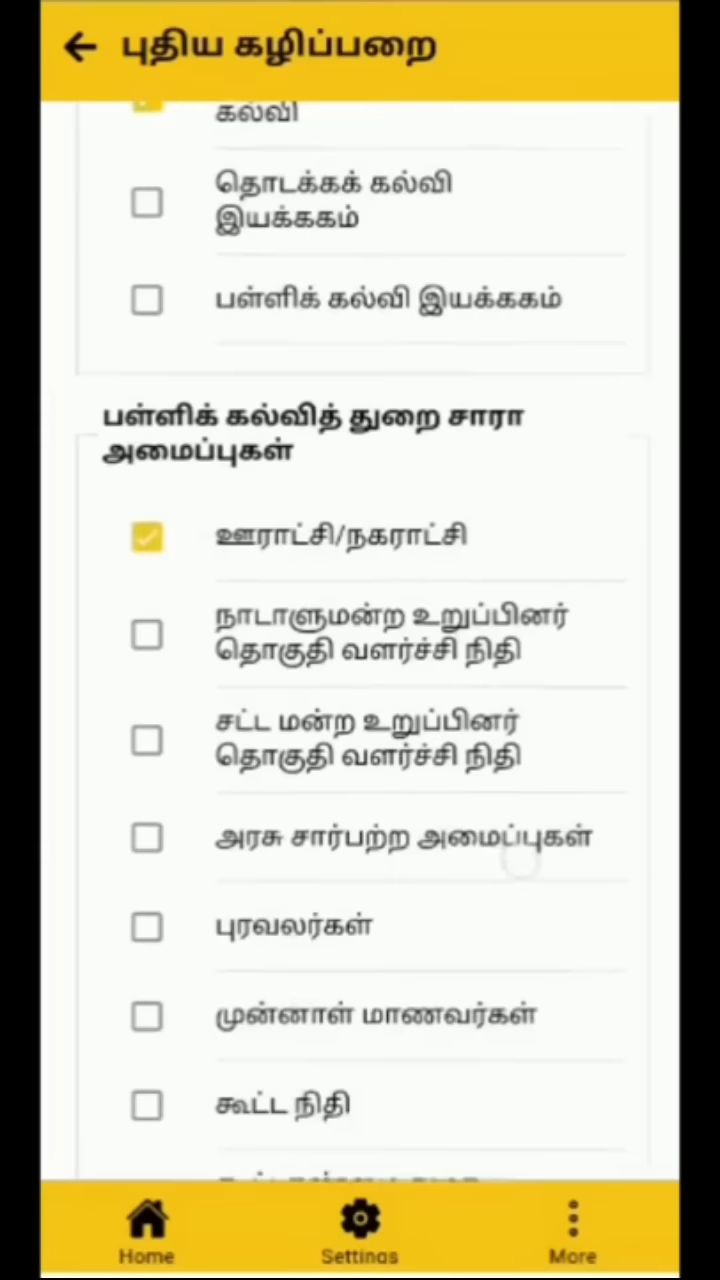 புதிய கழிப்பறை
கல்வி
தொடக்கக் கல்வி
இயக்ககம்
பள்ளிக் கல்வி இயக்ககம்
பள்ளிக் கல்வித் துறை சாரா
அமைப்புகள்
ஊராட்சி/நகராட்சி
நாடாளுமன்ற உறுப்பினர்
தொகுதி வளர்ச்சி நிதி
சட்ட மன்ற உறுப்பினர்
தொகுதி வளர்ச்சி நிதி
அரசு சார்பற்ற அமைப்புகள்
புரவலர்கள்
முன்னாள் மாணவர்கள்
கூட்ட நிதி
Home
Settings
More